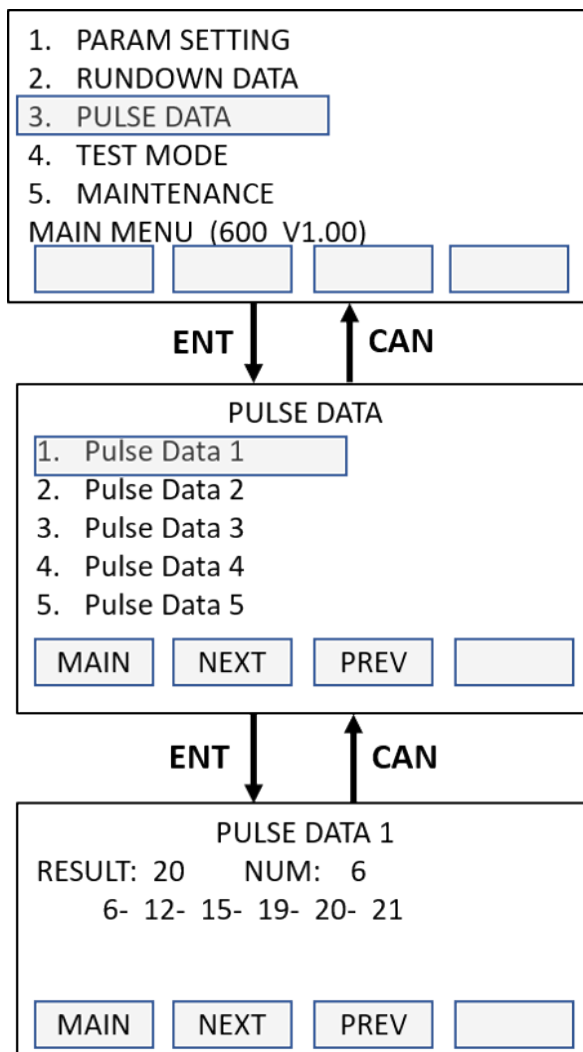 1. PARAM SETTING
2. RUNDOWN DATA
3. PULSE DATA
4. TEST MODE
5. MAINTENANCE
MAIN MENU (600 V1.00)
ENT CAN
PULSE DATA
1. Pulse Data 1
2. Pulse Data 2
3. Pulse Data 3
4. Pulse Data 4
5. Pulse Data 5
MAIN NEXT PREV
ENT CAN
PULSE DATA 1
RESULT: 20 NUM: 6
6- 12- 15- 19- 20- 21
MAIN NEXT PREV